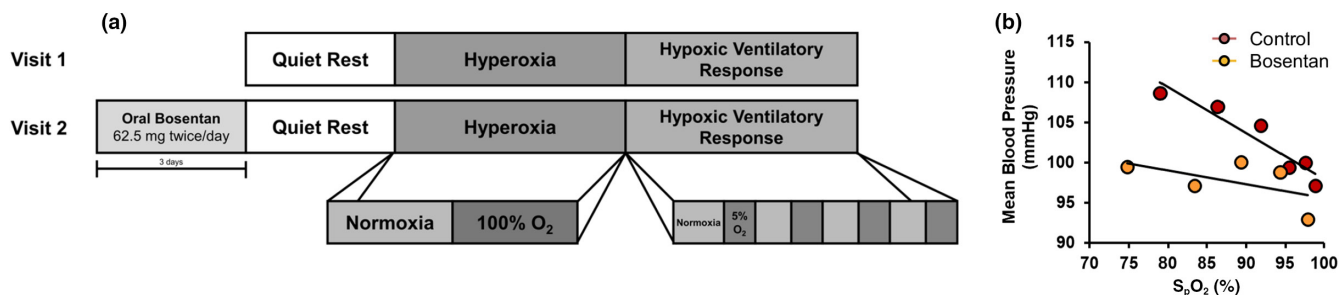 (a)
Visit 1
Quiet Rest
Hyperoxia
Hypoxic Ventilatory
Response
Visit 2
Oral Bosentan
62.5 mg twice/day
Quiet Rest
Hyperoxia
Hypoxic Ventilatory
Response
3 days
Normoxia
100% O₂
Normoxia
5%
O₂
(b)
Control
Bosentan
Mean Blood Pressure
(mmHg)
115
110
105
100
95
90
70
75
80
85
90
95
100
SₚO₂ (%)